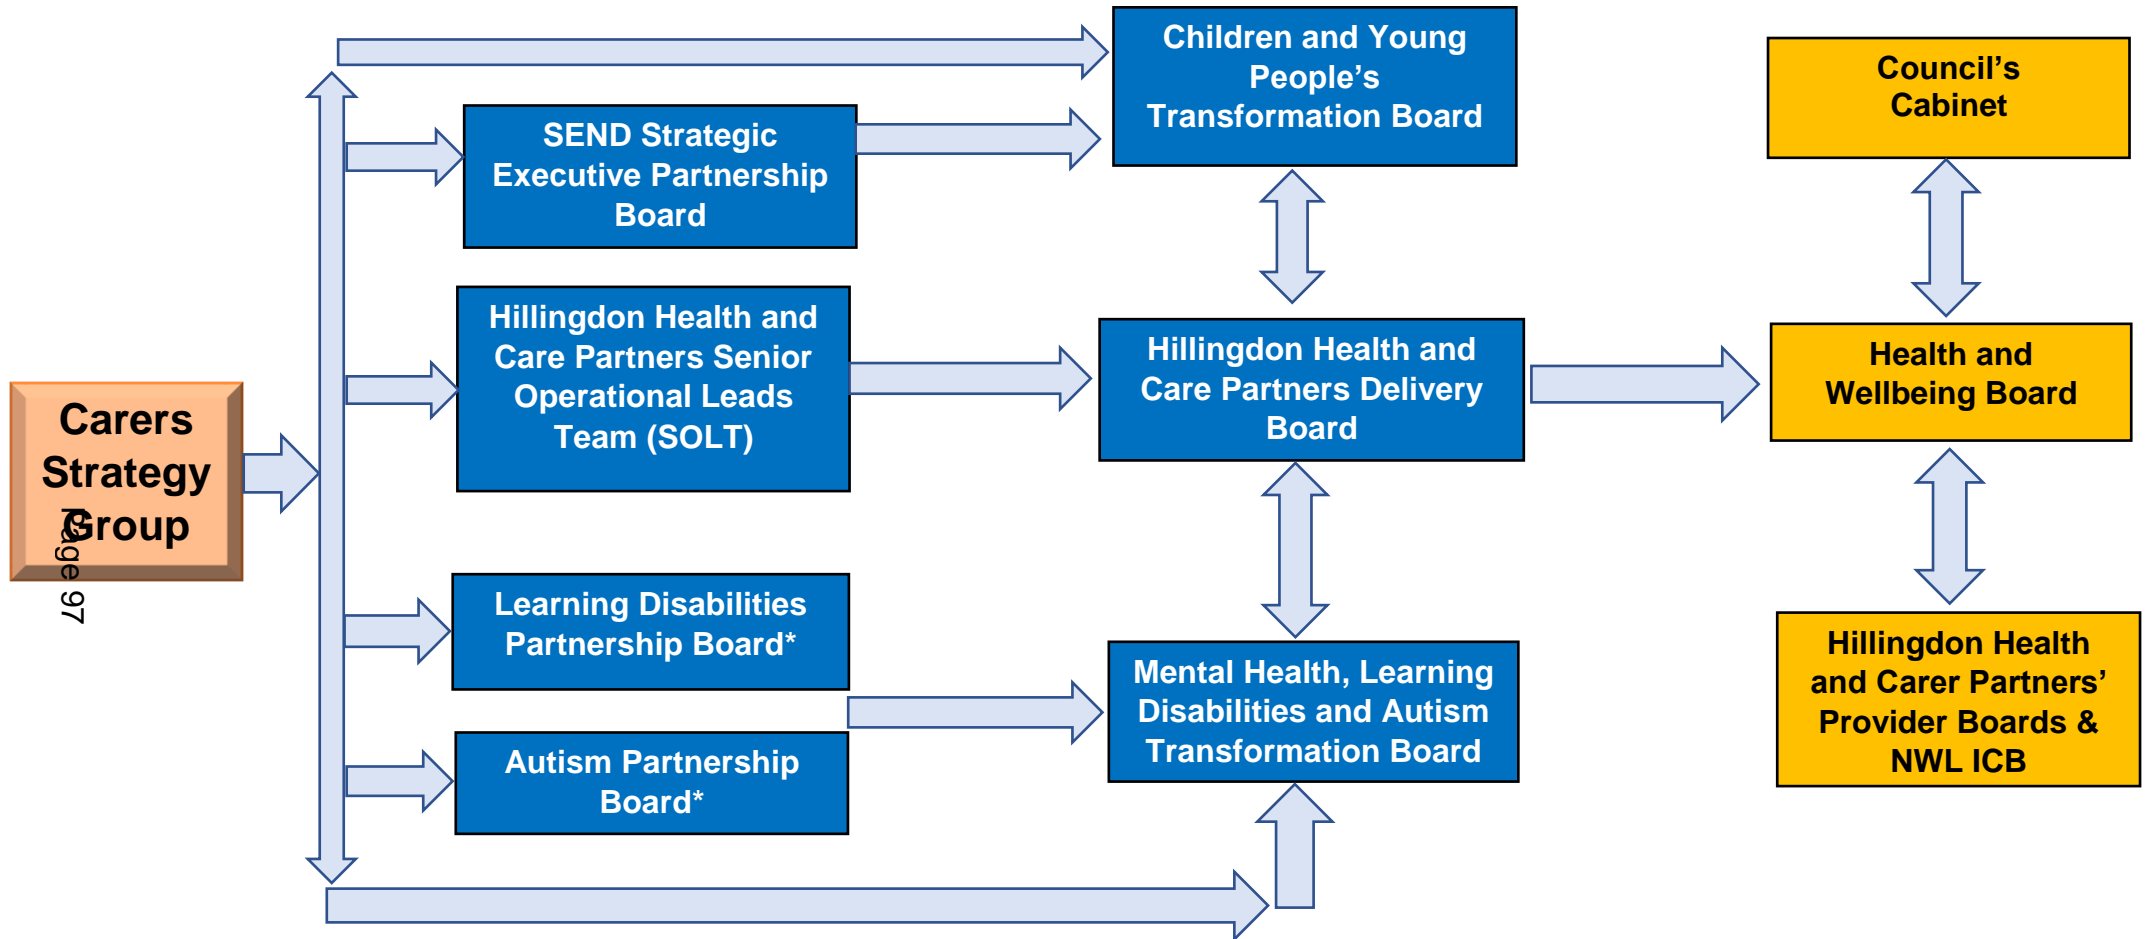 Carers
Strategy
Group
Page 97
SEND Strategic
Executive Partnership
Board
Hillingdon Health and
Care Partners Senior
Operational Leads
Team (SOLT)
Learning Disabilities
Partnership Board*
Autism Partnership
Board*
Children and Young
People’s
Transformation Board
Hillingdon Health and
Care Partners Delivery
Board
Mental Health, Learning
Disabilities and Autism
Transformation Board
Council’s
Cabinet
Health and
Wellbeing Board
Hillingdon Health
and Carer Partners’
Provider Boards &
NWL ICB